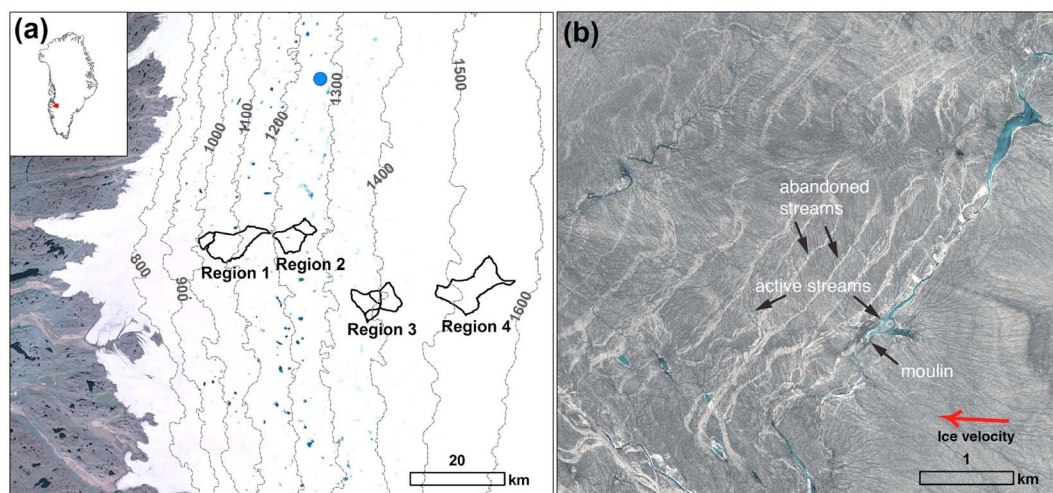 (a)
800
900
1000
1100
1200
1300
1400
1500
1600
Region 1
Region 2
Region 3
Region 4
20
km
(b)
abandoned
streams
active streams
moulin
Ice velocity
1
km